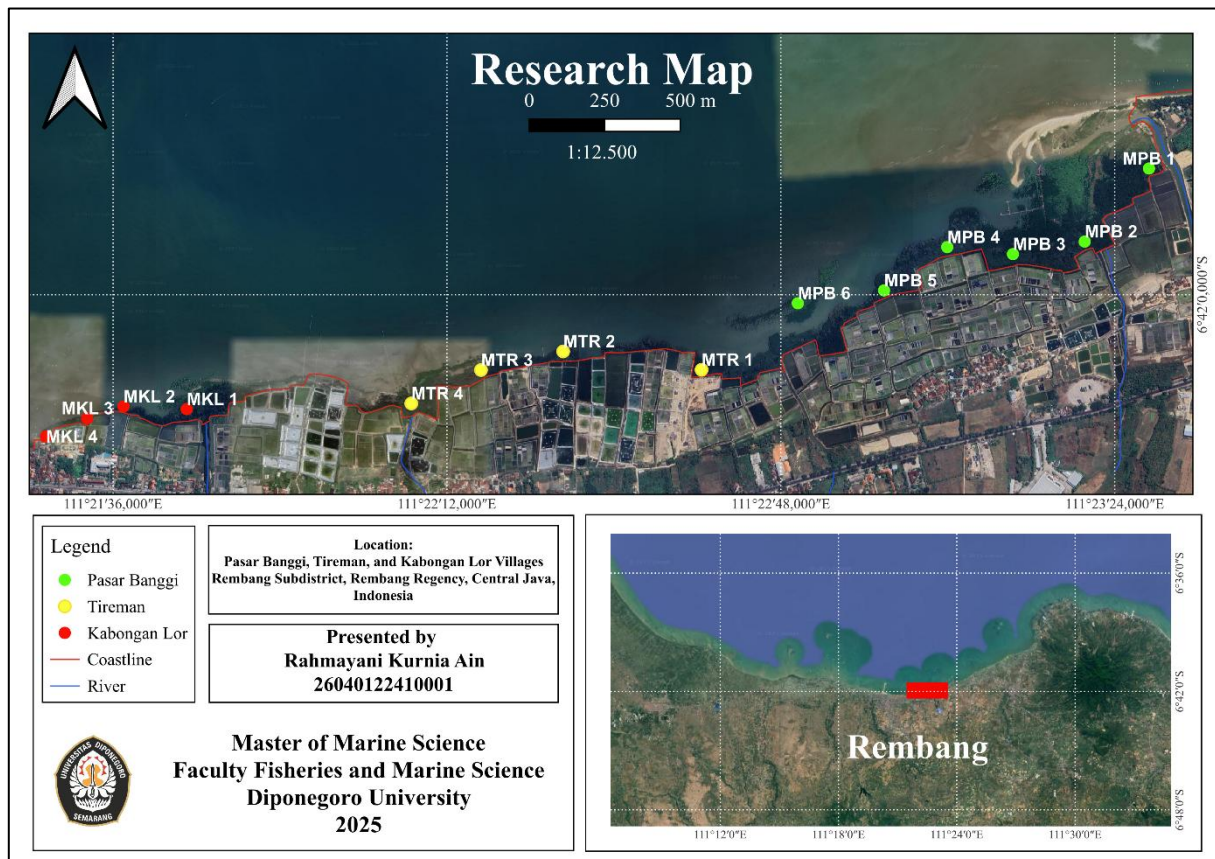 Research Map
0 250 500 m
1:12.500
MPB 1
MPB 2
MPB 4
MPB 3
MPB 5
MPB 6
MTR 2
MTR 3
MTR 1
MTR 4
MKL 2
MKL 1
MKL 3
MKL 4
6°42'0,000"S
111°21'36,000"E 111°22'12,000"E 111°22'48,000"E 111°23'24,000"E
Legend
Pasar Banggi
Tireman
Kabongan Lor
Coastline
River
Location:
Pasar Banggi, Tireman, and Kabongan Lor Villages
Rembang Subdistrict, Rembang Regency, Central Java,
Indonesia
Presented by
Rahmayani Kurnia Ain
26040122410001
UNIVERSITAS DIPONEGORO
SEMARANG
Master of Marine Science
Faculty Fisheries and Marine Science
Diponegoro University
2025
Rembang
6°36'0"S
6°42'0"S
6°48'0"S
111°12'0"E 111°18'0"E 111°24'0"E 111°30'0"E